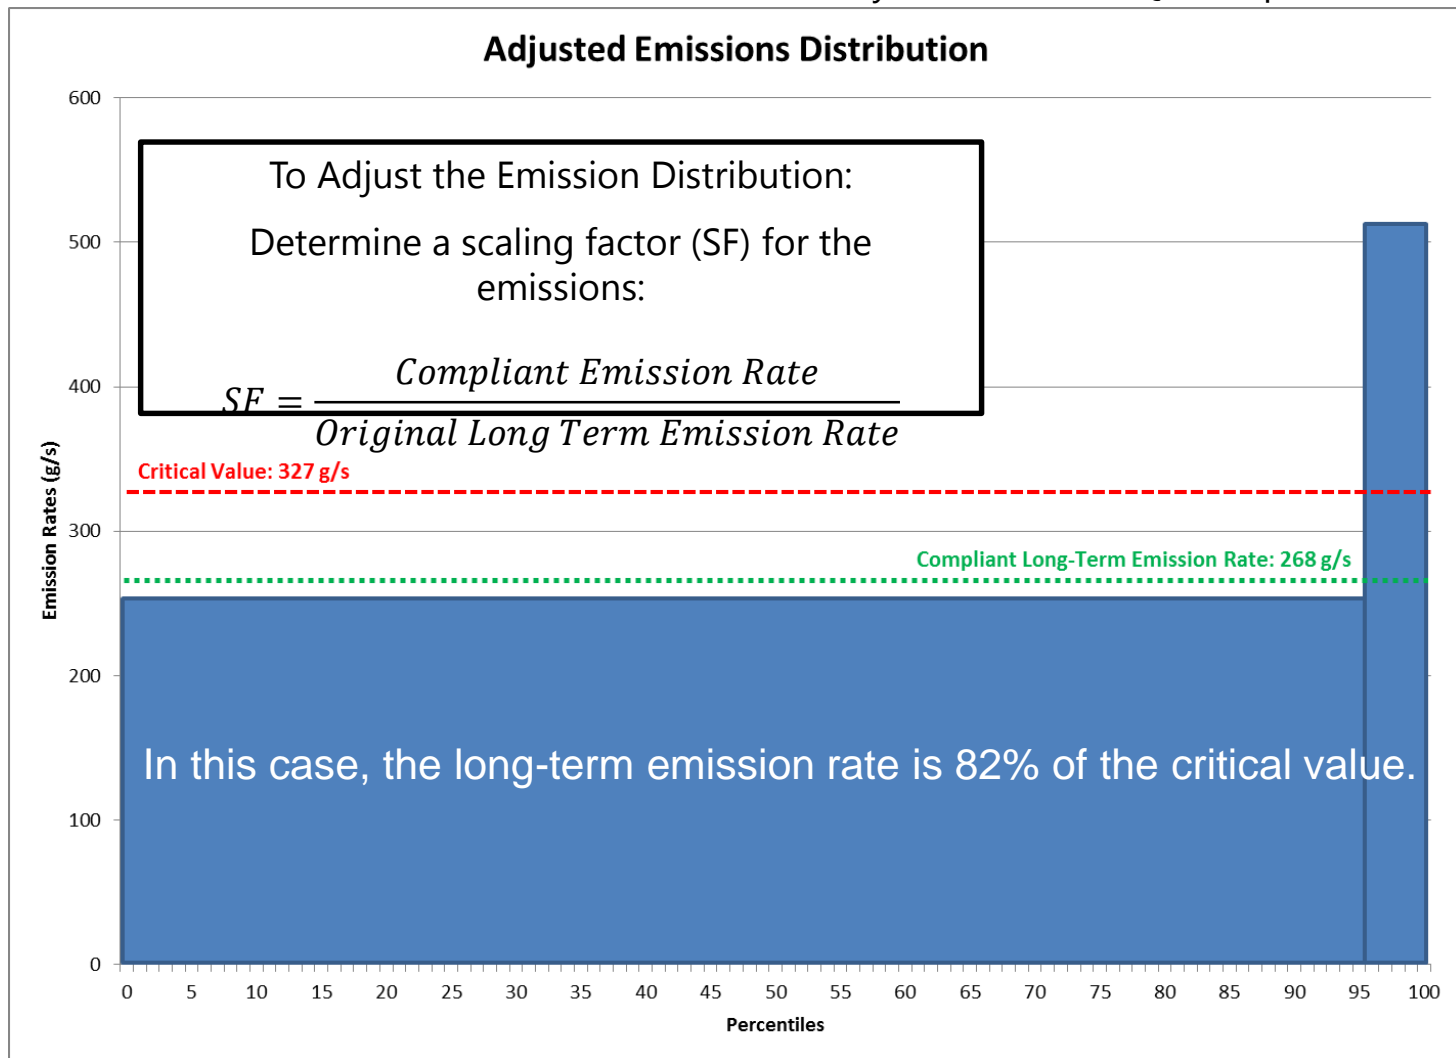 Adjusted Emissions Distribution
To Adjust the Emission Distribution:
Determine a scaling factor (SF) for the
emissions:
SF = Compliant Emission Rate
Original Long Term Emission Rate
Critical Value: 327 g/s
Compliant Long-Term Emission Rate: 268 g/s
In this case, the long-term emission rate is 82% of the critical value.
Emission Rates (g/s)
600
500
400
300
200
100
0
0 5 10 15 20 25 30 35 40 45 50 55 60 65 70 75 80 85 90 95 100
Percentiles